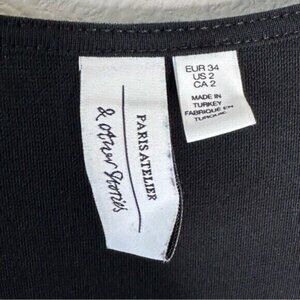 PARIS ATELIER
& other Stories
EUR 34
US 2
CA 2
MADE IN
TURKEY
FABRIQUÉ EN
TURQUIE